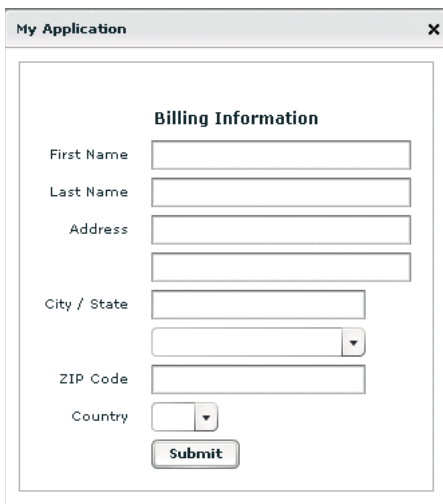 My Application
Billing Information
First Name
Last Name
Address
City / State
ZIP Code
Country
Submit